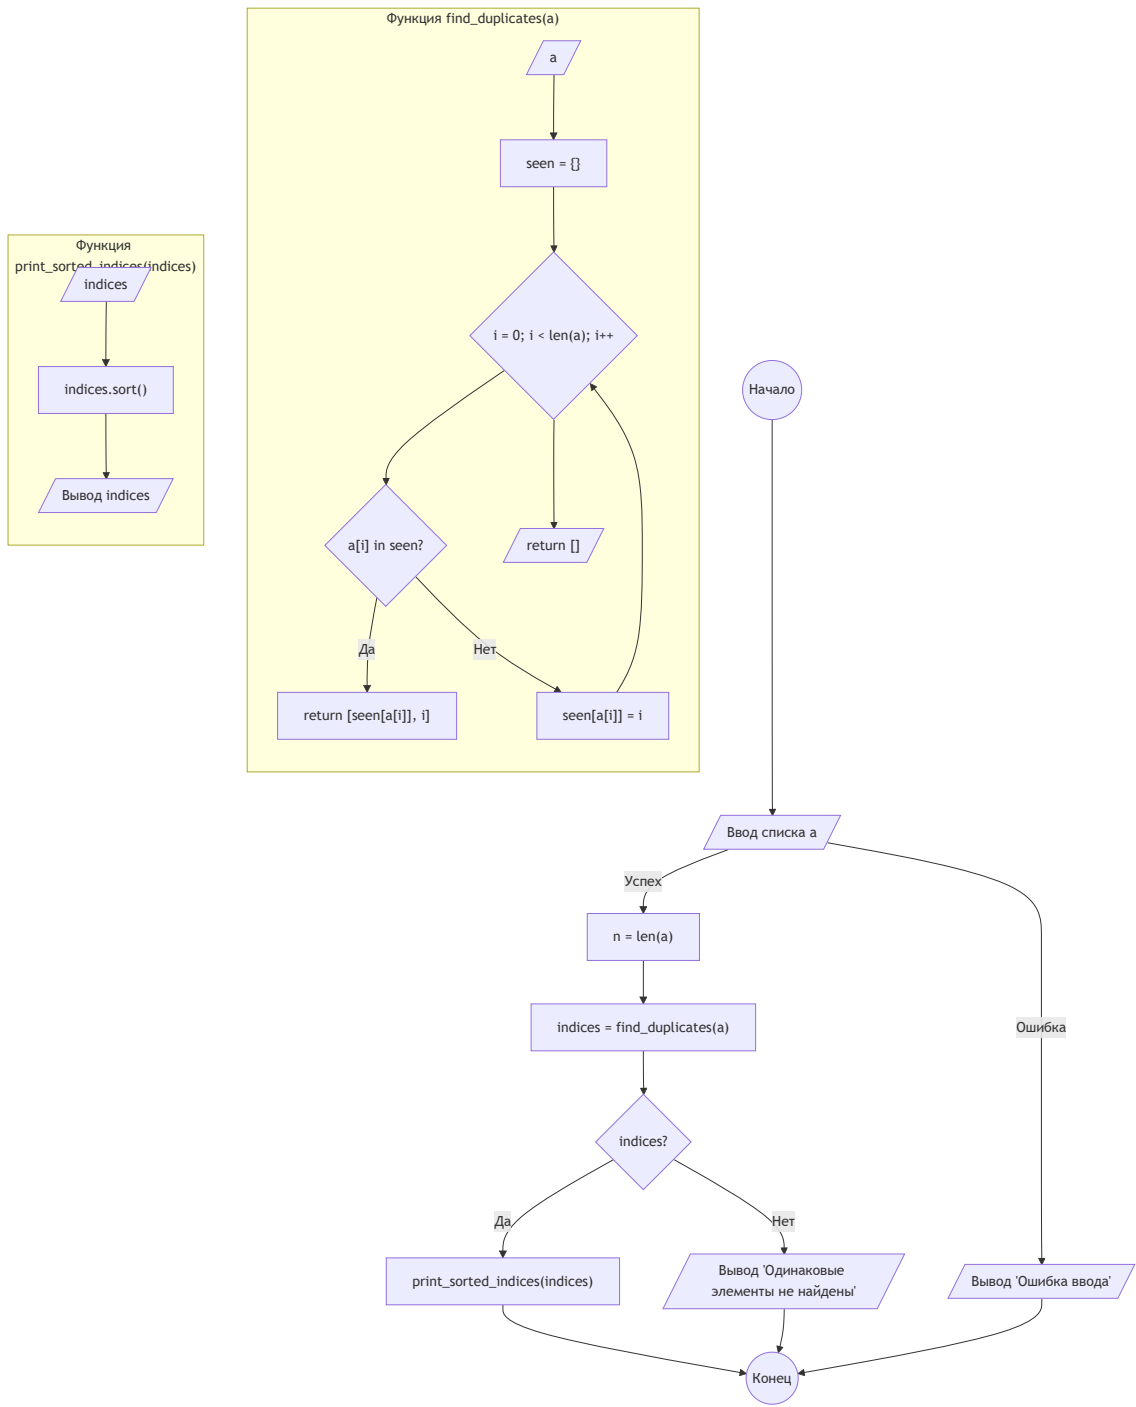 Функция find_duplicates(a)
a
seen = {}
i = 0; i < len(a); i++
a[i] in seen?
return []
Да
Нет
return [seen[a[i]], i]
seen[a[i]] = i
Функция
print_sorted_indices(indices)
indices
indices.sort()
Вывод indices
Начало
Ввод списка a
Успех
Ошибка
n = len(a)
indices = find_duplicates(a)
indices?
Да
Нет
print_sorted_indices(indices)
Вывод 'Одинаковые
элементы не найдены'
Вывод 'Ошибка ввода'
Конец